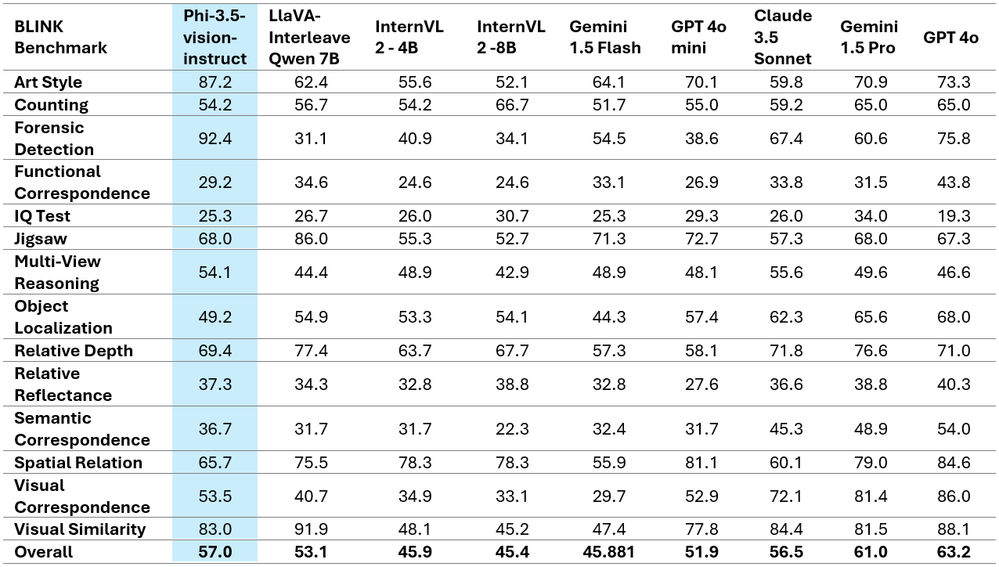 BLINK Benchmark | Phi-3.5-vision-instruct | LlaVA-Interleave Qwen 7B | InternVL 2 - 4B | InternVL 2 -8B | Gemini 1.5 Flash | GPT 4o mini | Claude 3.5 Sonnet | Gemini 1.5 Pro | GPT 4o
Art Style | 87.2 | 62.4 | 55.6 | 52.1 | 64.1 | 70.1 | 59.8 | 70.9 | 73.3
Counting | 54.2 | 56.7 | 54.2 | 66.7 | 51.7 | 55.0 | 59.2 | 65.0 | 65.0
Forensic Detection | 92.4 | 31.1 | 40.9 | 34.1 | 54.5 | 38.6 | 67.4 | 60.6 | 75.8
Functional Correspondence | 29.2 | 34.6 | 24.6 | 24.6 | 33.1 | 26.9 | 33.8 | 31.5 | 43.8
IQ Test | 25.3 | 26.7 | 26.0 | 30.7 | 25.3 | 29.3 | 26.0 | 34.0 | 19.3
Jigsaw | 68.0 | 86.0 | 55.3 | 52.7 | 71.3 | 72.7 | 57.3 | 68.0 | 67.3
Multi-View Reasoning | 54.1 | 44.4 | 48.9 | 42.9 | 48.9 | 48.1 | 55.6 | 49.6 | 46.6
Object Localization | 49.2 | 54.9 | 53.3 | 54.1 | 44.3 | 57.4 | 62.3 | 65.6 | 68.0
Relative Depth | 69.4 | 77.4 | 63.7 | 67.7 | 57.3 | 58.1 | 71.8 | 76.6 | 71.0
Relative Reflectance | 37.3 | 34.3 | 32.8 | 38.8 | 32.8 | 27.6 | 36.6 | 38.8 | 40.3
Semantic Correspondence | 36.7 | 31.7 | 31.7 | 22.3 | 32.4 | 31.7 | 45.3 | 48.9 | 54.0
Spatial Relation | 65.7 | 75.5 | 78.3 | 78.3 | 55.9 | 81.1 | 60.1 | 79.0 | 84.6
Visual Correspondence | 53.5 | 40.7 | 34.9 | 33.1 | 29.7 | 52.9 | 72.1 | 81.4 | 86.0
Visual Similarity | 83.0 | 91.9 | 48.1 | 45.2 | 47.4 | 77.8 | 84.4 | 81.5 | 88.1
Overall | 57.0 | 53.1 | 45.9 | 45.4 | 45.881 | 51.9 | 56.5 | 61.0 | 63.2